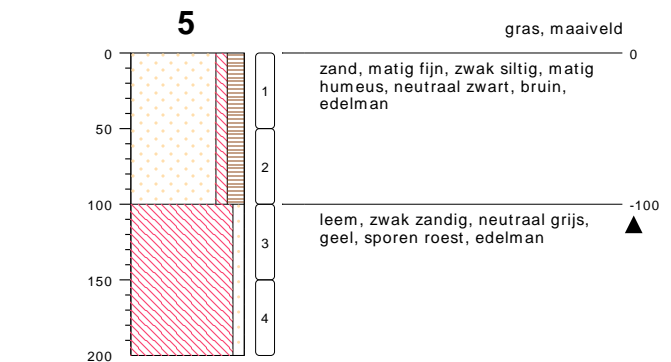 5
gras, maaiveld
0
0
zand, matig fijn, zwak siltig, matig
humeus, neutraal zwart, bruin,
edelman
1
50
2
100
-100
leem, zwak zandig, neutraal grijs,
geel, sporen roest, edelman
3
150
4
200